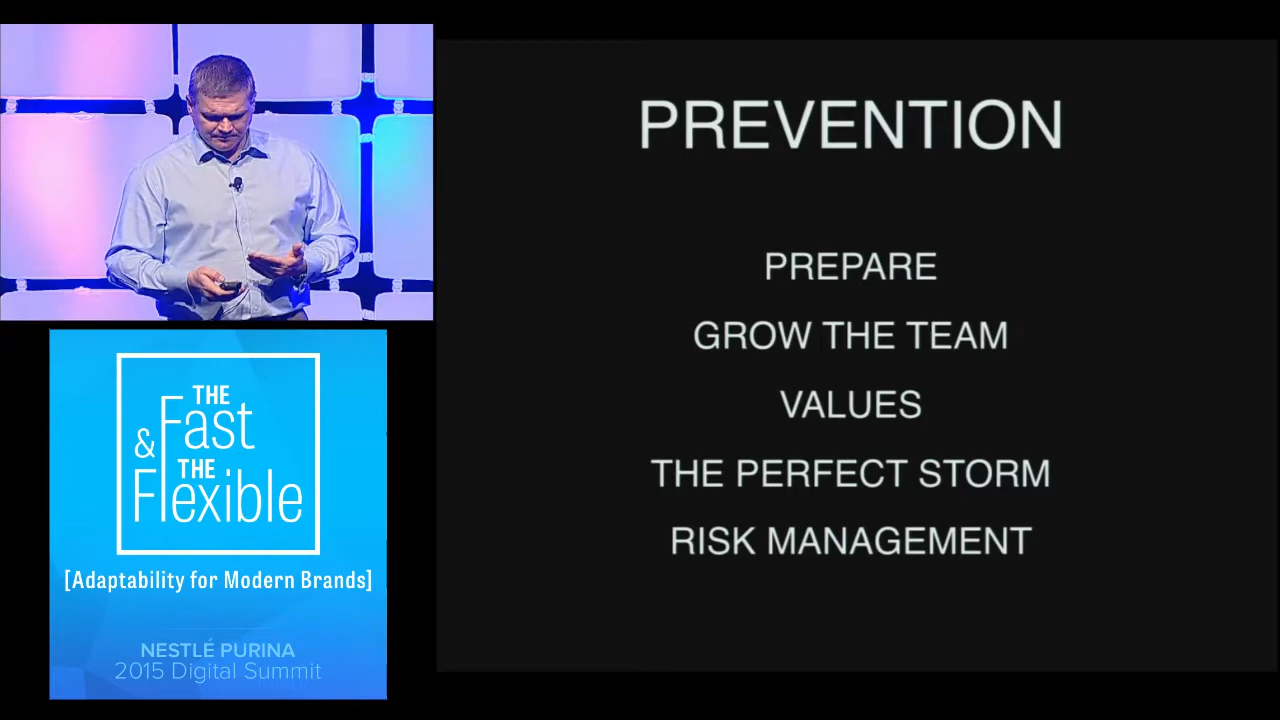 PREVENTION
PREPARE
GROW THE TEAM
VALUES
THE PERFECT STORM
RISK MANAGEMENT
THE
Fast
&
THE
Flexible
[Adaptability for Modern Brands]
NESTLÉ PURINA
2015 Digital Summit